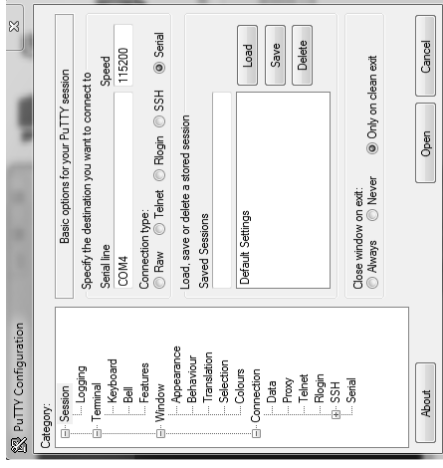 PuTTY Configuration
Category:
Session
Logging
Terminal
Keyboard
Bell
Features
Window
Appearance
Behaviour
Translation
Selection
Colours
Connection
Data
Proxy
Telnet
Rlogin
SSH
Serial
Basic options for your PuTTY session
Specify the destination you want to connect to
Serial line Speed
COM4 115200
Connection type:
Raw Telnet Rlogin SSH Serial
Load, save or delete a stored session
Saved Sessions
Default Settings
Load
Save
Delete
Close window on exit:
Always Never Only on clean exit
About Open Cancel